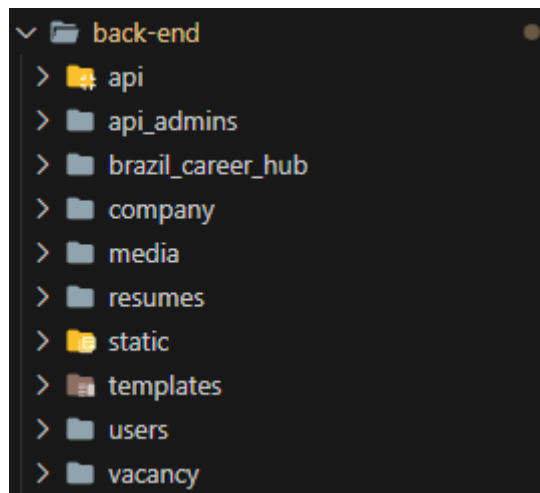 back-end
api
api_admins
brazil_career_hub
company
media
resumes
static
templates
users
vacancy